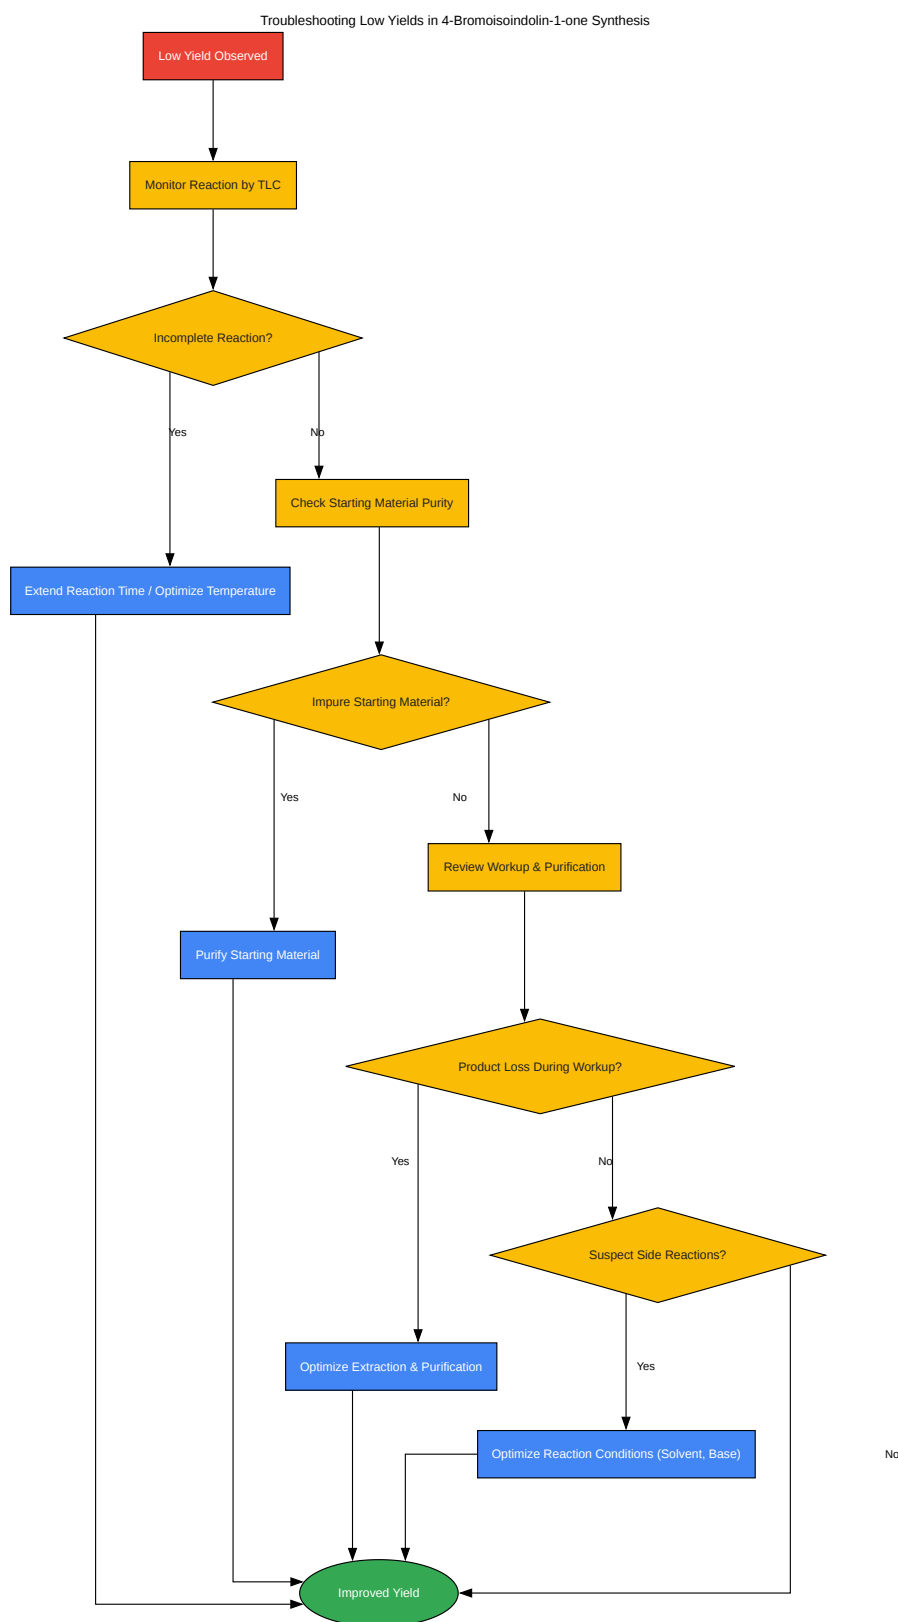 Troubleshooting Low Yields in 4-Bromoisoindolin-1-one Synthesis
Low Yield Observed
Monitor Reaction by TLC
Incomplete Reaction?
Yes
No
Check Starting Material Purity
Extend Reaction Time / Optimize Temperature
Impure Starting Material?
Yes
No
Review Workup & Purification
Purify Starting Material
Product Loss During Workup?
Yes
No
Suspect Side Reactions?
Optimize Extraction & Purification
Yes
Optimize Reaction Conditions (Solvent, Base)
No
Improved Yield